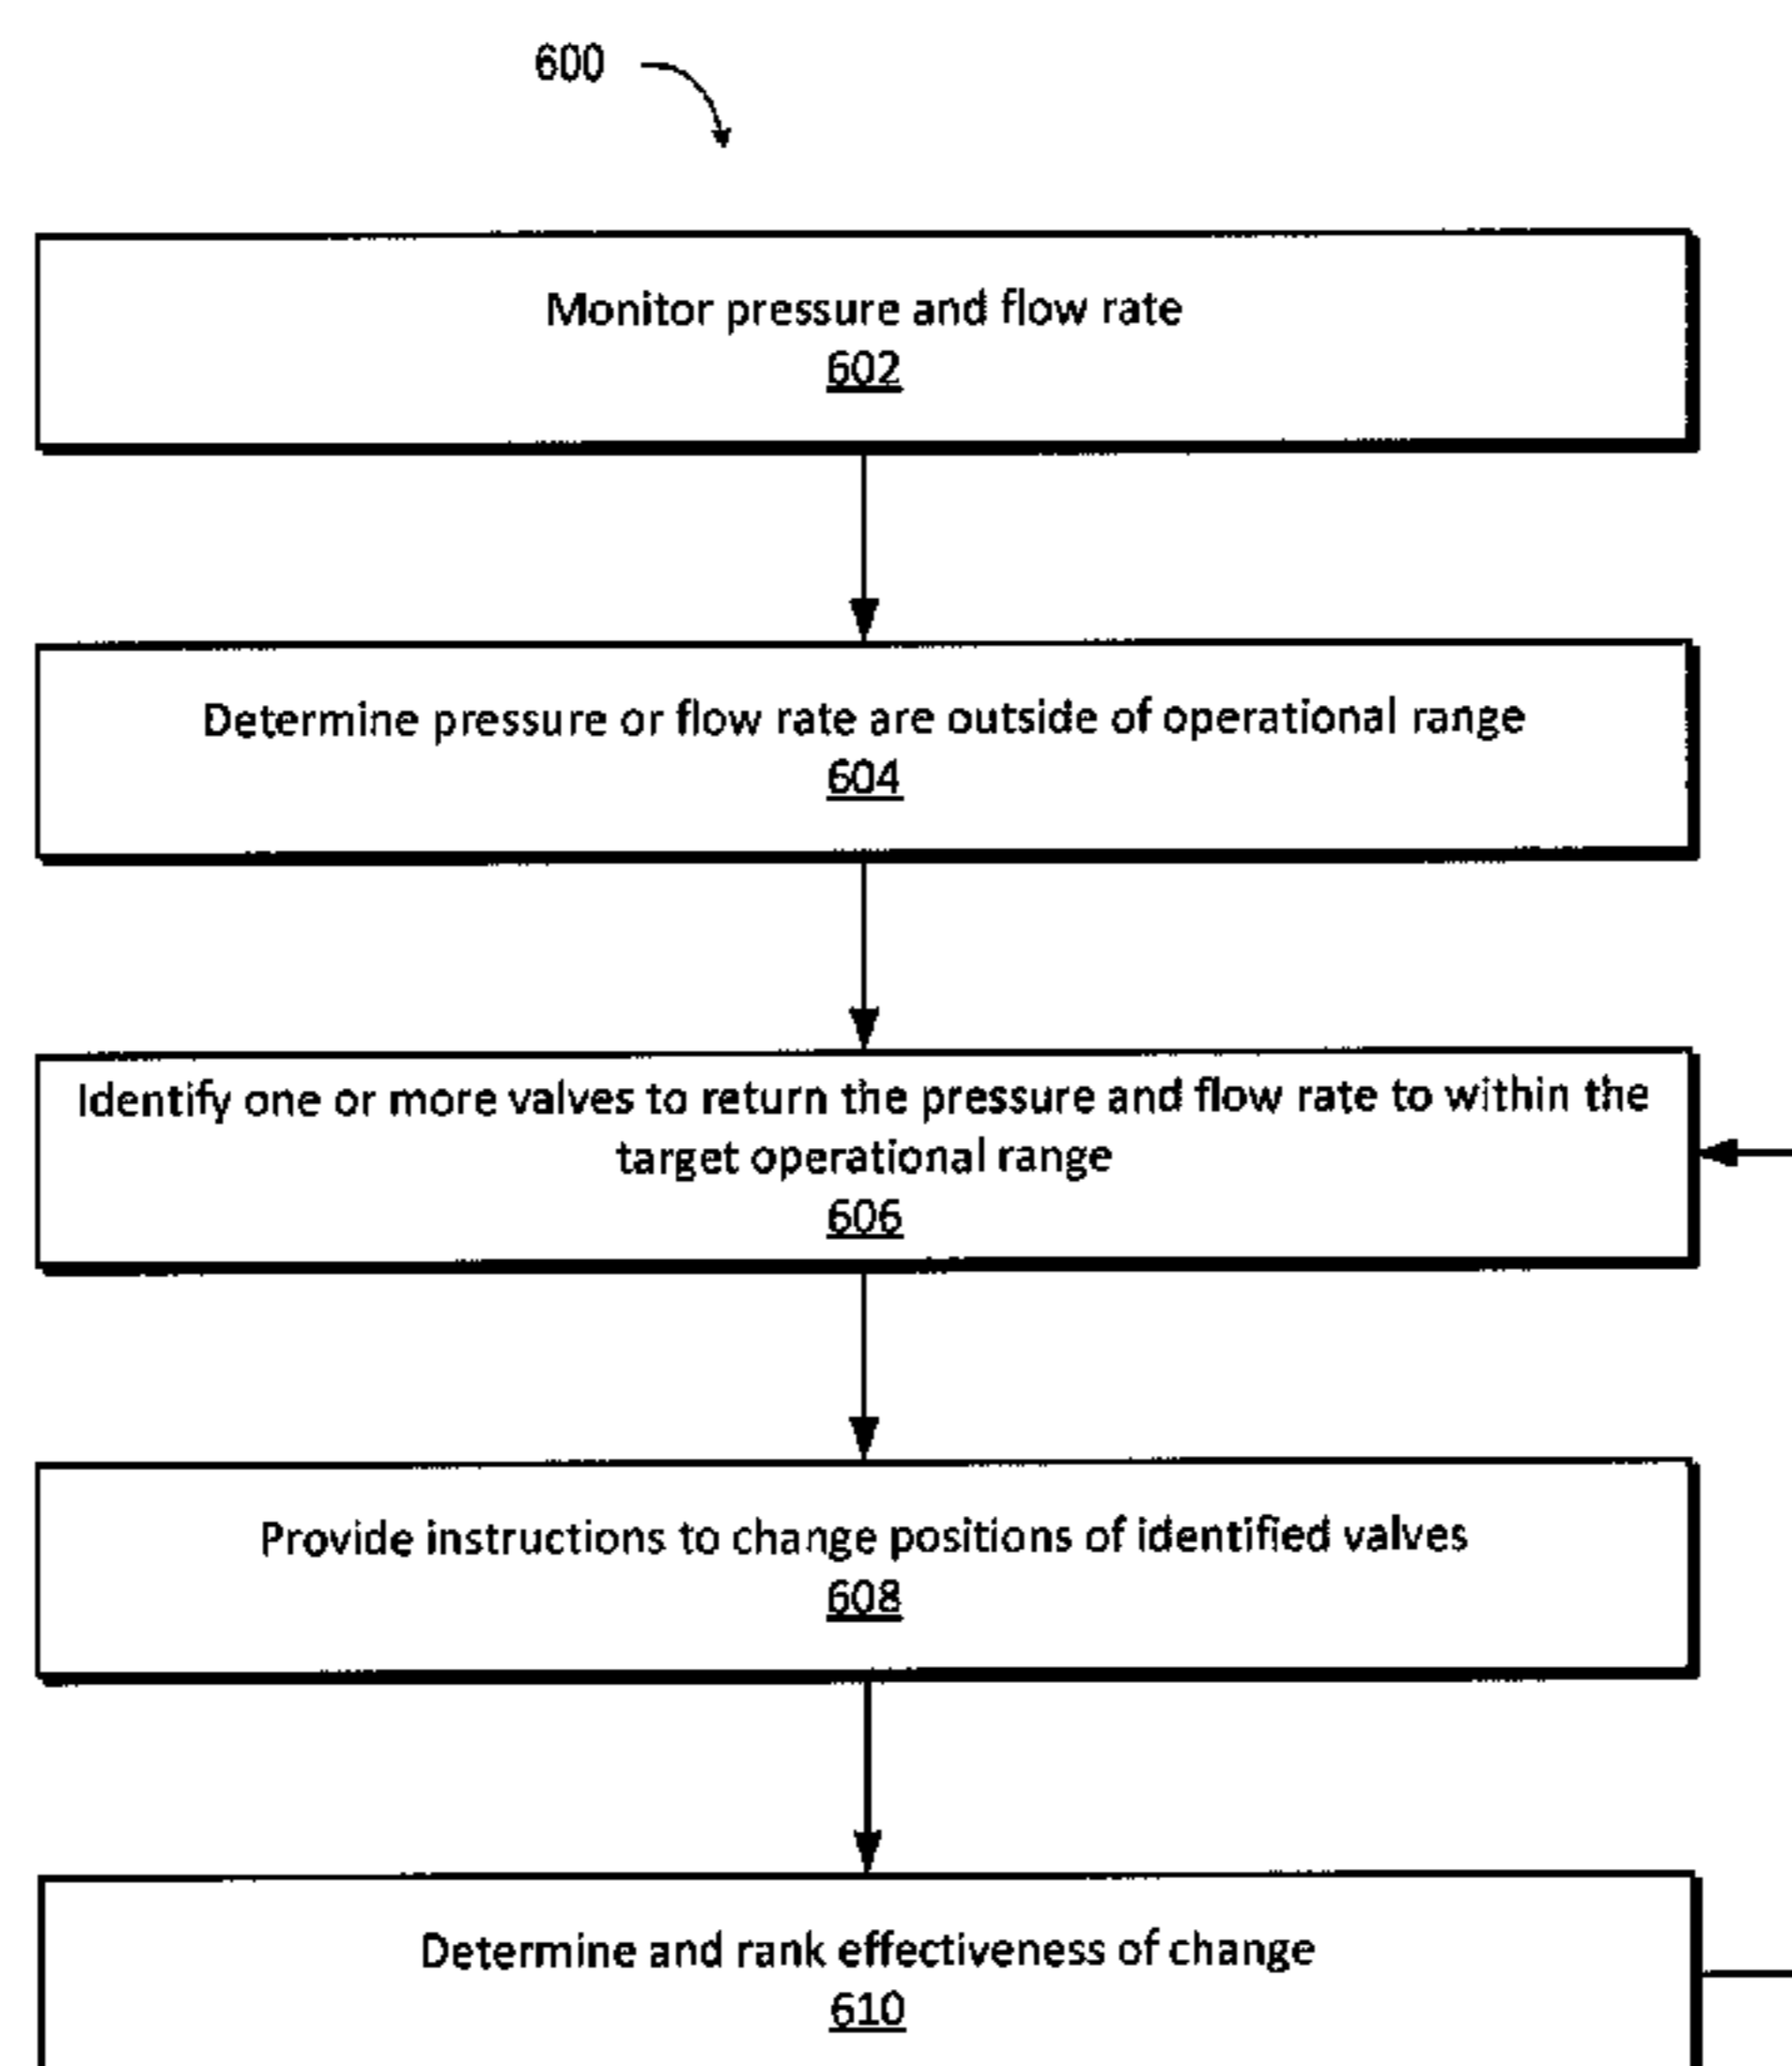 600
Monitor pressure and flow rate
602
Determine pressure or flow rate are outside of operational range
604
Identify one or more valves to return the pressure and flow rate to within the
target operational range
606
Provide instructions to change positions of identified valves
608
Determine and rank effectiveness of change
610